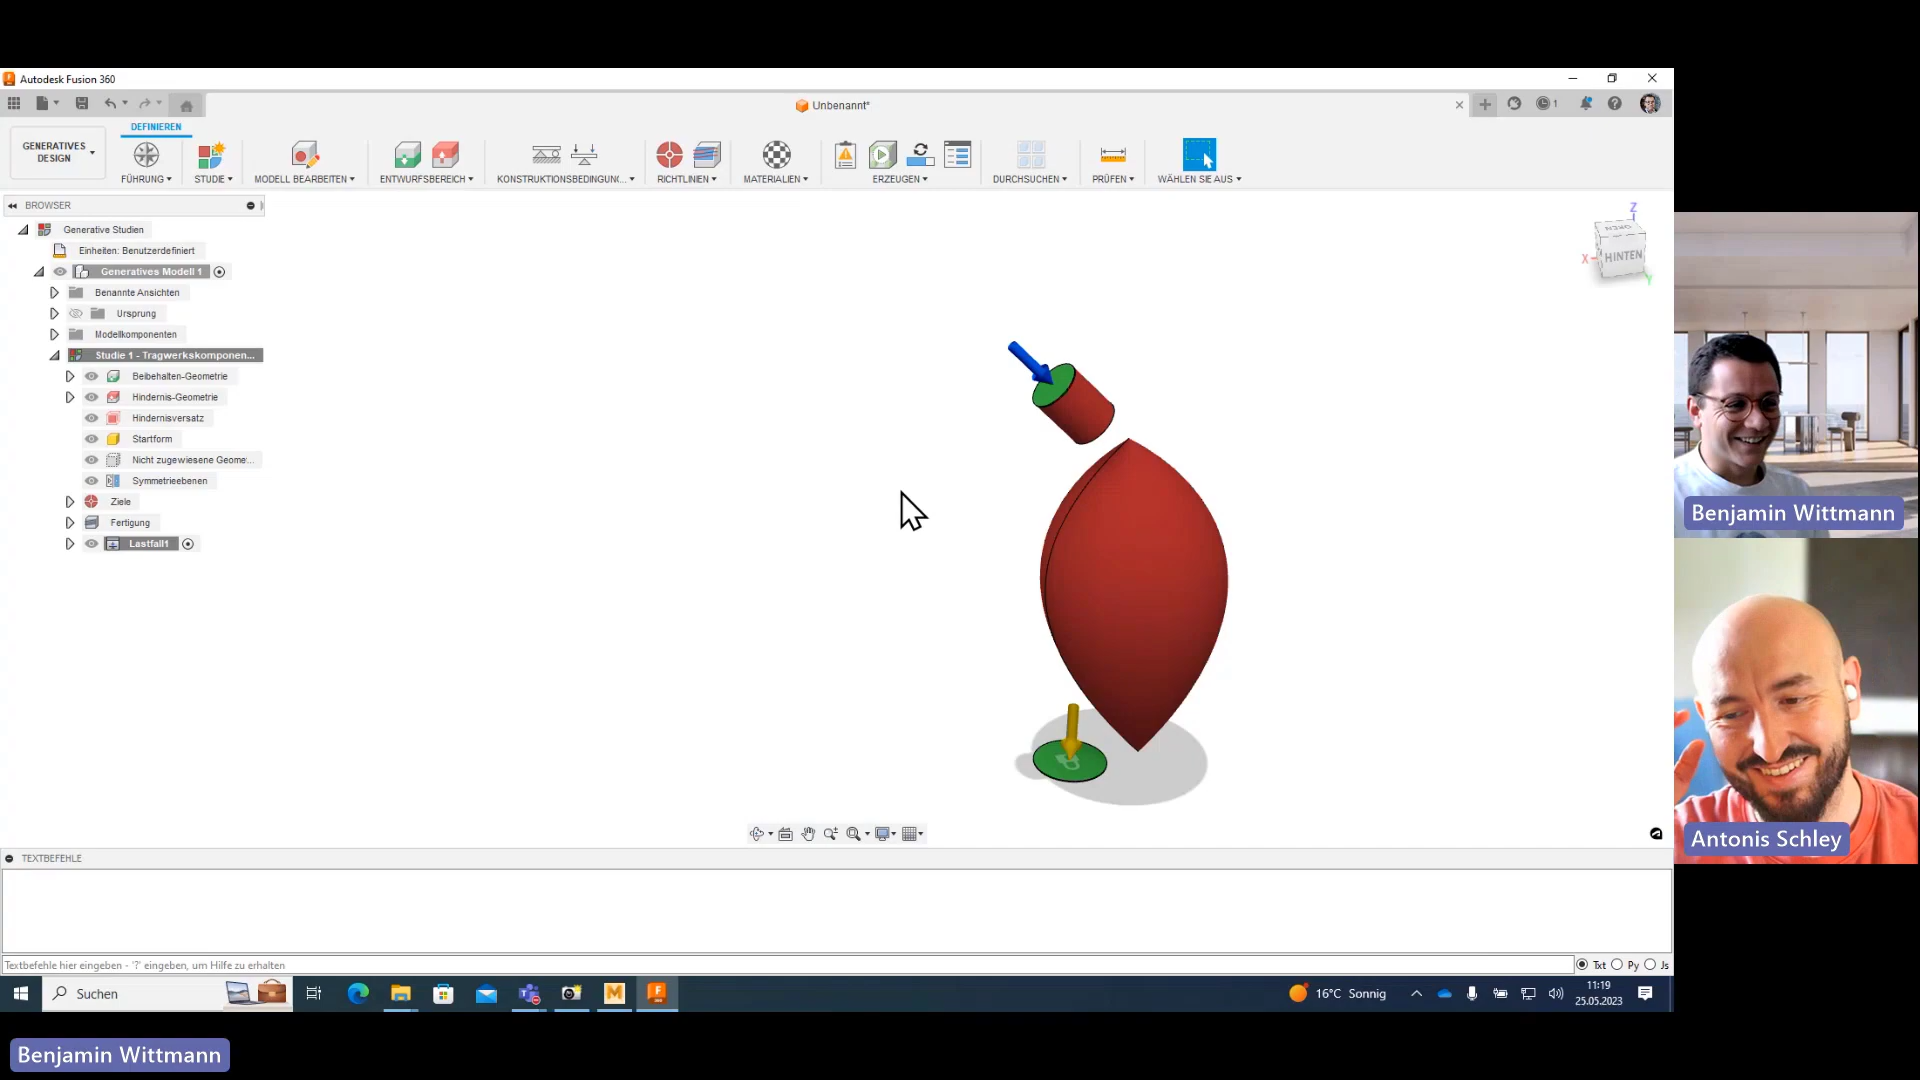 Autodesk Fusion 360
Unbenannt*
1
GENERATIVES DESIGN
DEFINIEREN
FÜHRUNG
STUDIE
MODELL BEARBEITEN
ENTWURFSBEREICH
KONSTRUKTIONSBEDINGUN...
RICHTLINIEN
MATERIALIEN
ERZEUGEN
DURCHSUCHEN
PRÜFEN
WÄHLEN SIE AUS
BROWSER
Generative Studien
Einheiten: Benutzerdefiniert
Generatives Modell 1
Benannte Ansichten
Ursprung
Modellkomponenten
Studie 1 - Tragwerkskomponen...
Beibehalten-Geometrie
Hindernis-Geometrie
Hindernisversatz
Startform
Nicht zugewiesene Geome...
Symmetrieebenen
Ziele
Fertigung
Lastfall1
Z
OBEN
X
HINTEN
Y
Benjamin Wittmann
Antonis Schley
TEXTBEFEHLE
Textbefehle hier eingeben - '?' eingeben, um Hilfe zu erhalten
Txt
Py
Js
Suchen
16°C Sonnig
11:19
25.05.2023
Benjamin Wittmann